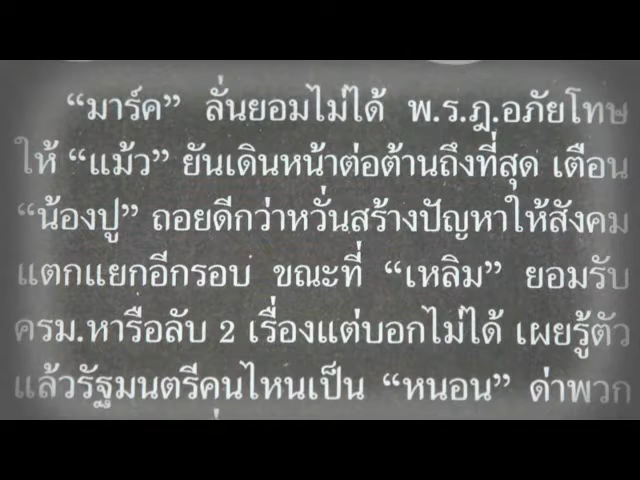 “มาร์ค” ลั่นยอมไม่ได้ พ.ร.ฎ.อภัยโทษ
ให้ “แม้ว” ยันเดินหน้าต่อต้านถึงที่สุด เตือน
“น้องปู” ถอยดีกว่าหวั่นสร้างปัญหาให้สังคม
แตกแยกอีกรอบ ขณะที่ “เหลิม” ยอมรับ
ครม.หารือลับ 2 เรื่องแต่บอกไม่ได้ เผยรู้ตัว
แล้วรัฐมนตรีคนไหนเป็น “หนอน” ด่าพวก